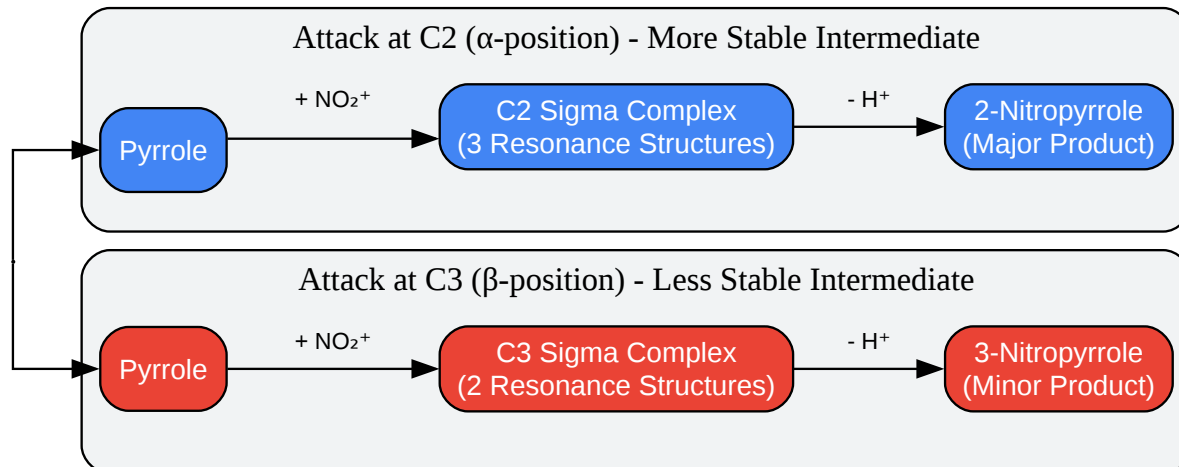 Attack at C2 (α-position) - More Stable Intermediate
+ NO₂⁺
- H⁺
Pyrrole
C2 Sigma Complex
(3 Resonance Structures)
2-Nitropyrrole
(Major Product)
Attack at C3 (β-position) - Less Stable Intermediate
+ NO₂⁺
- H⁺
Pyrrole
C3 Sigma Complex
(2 Resonance Structures)
3-Nitropyrrole
(Minor Product)